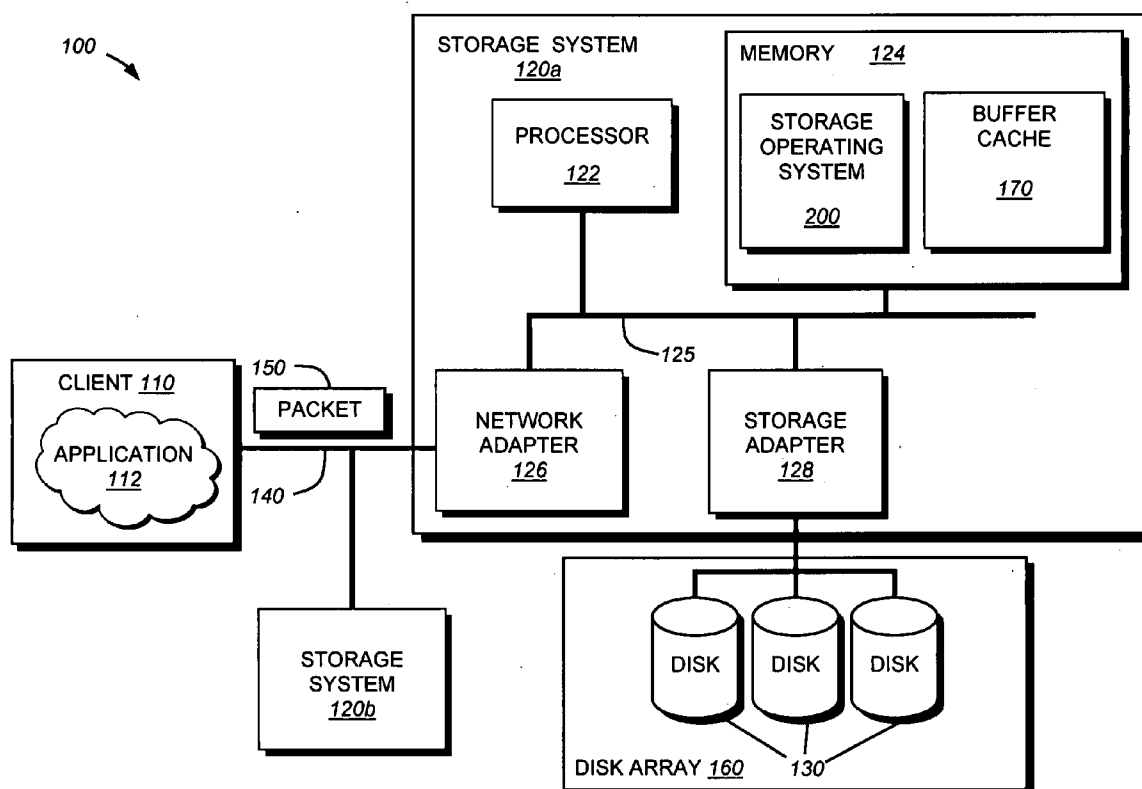 100
STORAGE SYSTEM
120a
MEMORY 124
PROCESSOR
122
STORAGE
OPERATING
SYSTEM
200
BUFFER
CACHE
170
125
CLIENT 110
APPLICATION
112
150
PACKET
140
NETWORK
ADAPTER
126
STORAGE
ADAPTER
128
STORAGE
SYSTEM
120b
DISK
DISK
DISK
DISK ARRAY 160
130